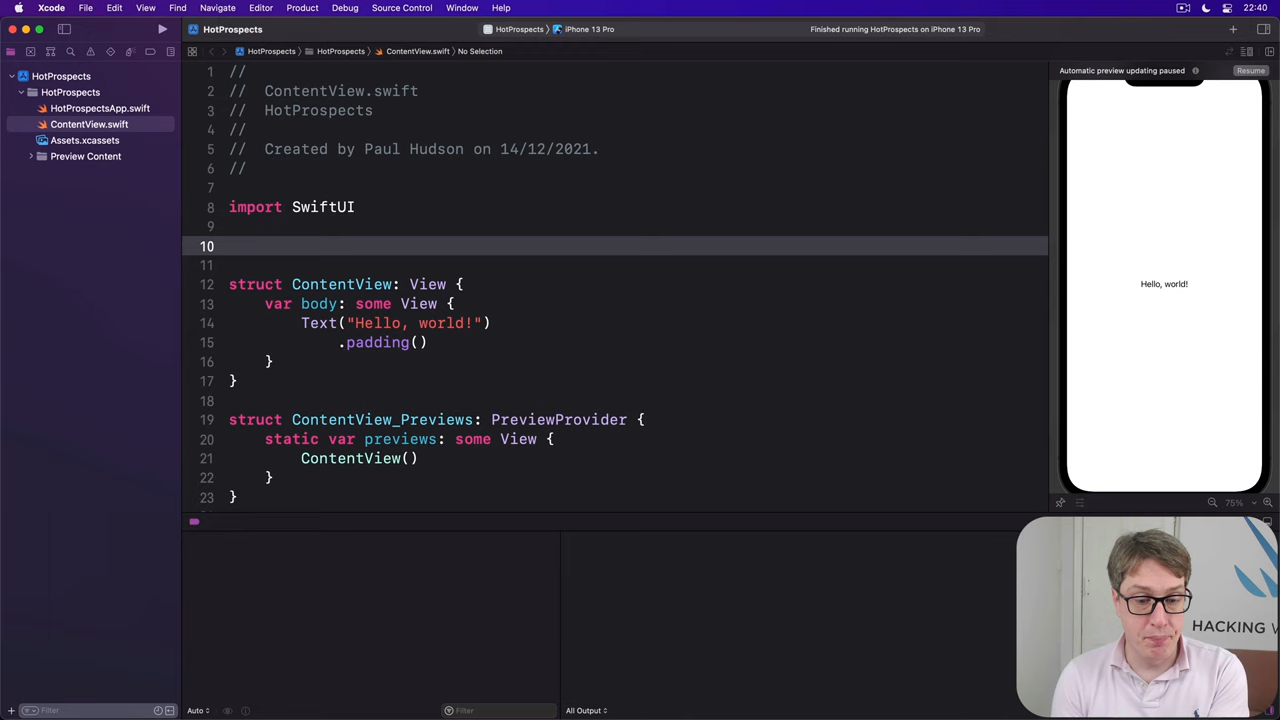 Xcode File Edit View Find Navigate Editor Product Debug Source Control Window Help 22:40
HotProspects HotProspects iPhone 13 Pro Finished running HotProspects on iPhone 13 Pro
HotProspects HotProspects ContentView.swift No Selection
HotProspects
HotProspects
HotProspectsApp.swift
ContentView.swift
Assets.xcassets
Preview Content
1 //
2 // ContentView.swift
3 // HotProspects
4 //
5 // Created by Paul Hudson on 14/12/2021.
6 //
7
8 import SwiftUI
9
10
11
12 struct ContentView: View {
13 var body: some View {
14 Text("Hello, world!")
15 .padding()
16 }
17 }
18
19 struct ContentView_Previews: PreviewProvider {
20 static var previews: some View {
21 ContentView()
22 }
23 }
Automatic preview updating paused Resume
Hello, world!
75%
HACKING W
Filter Auto Filter All Output